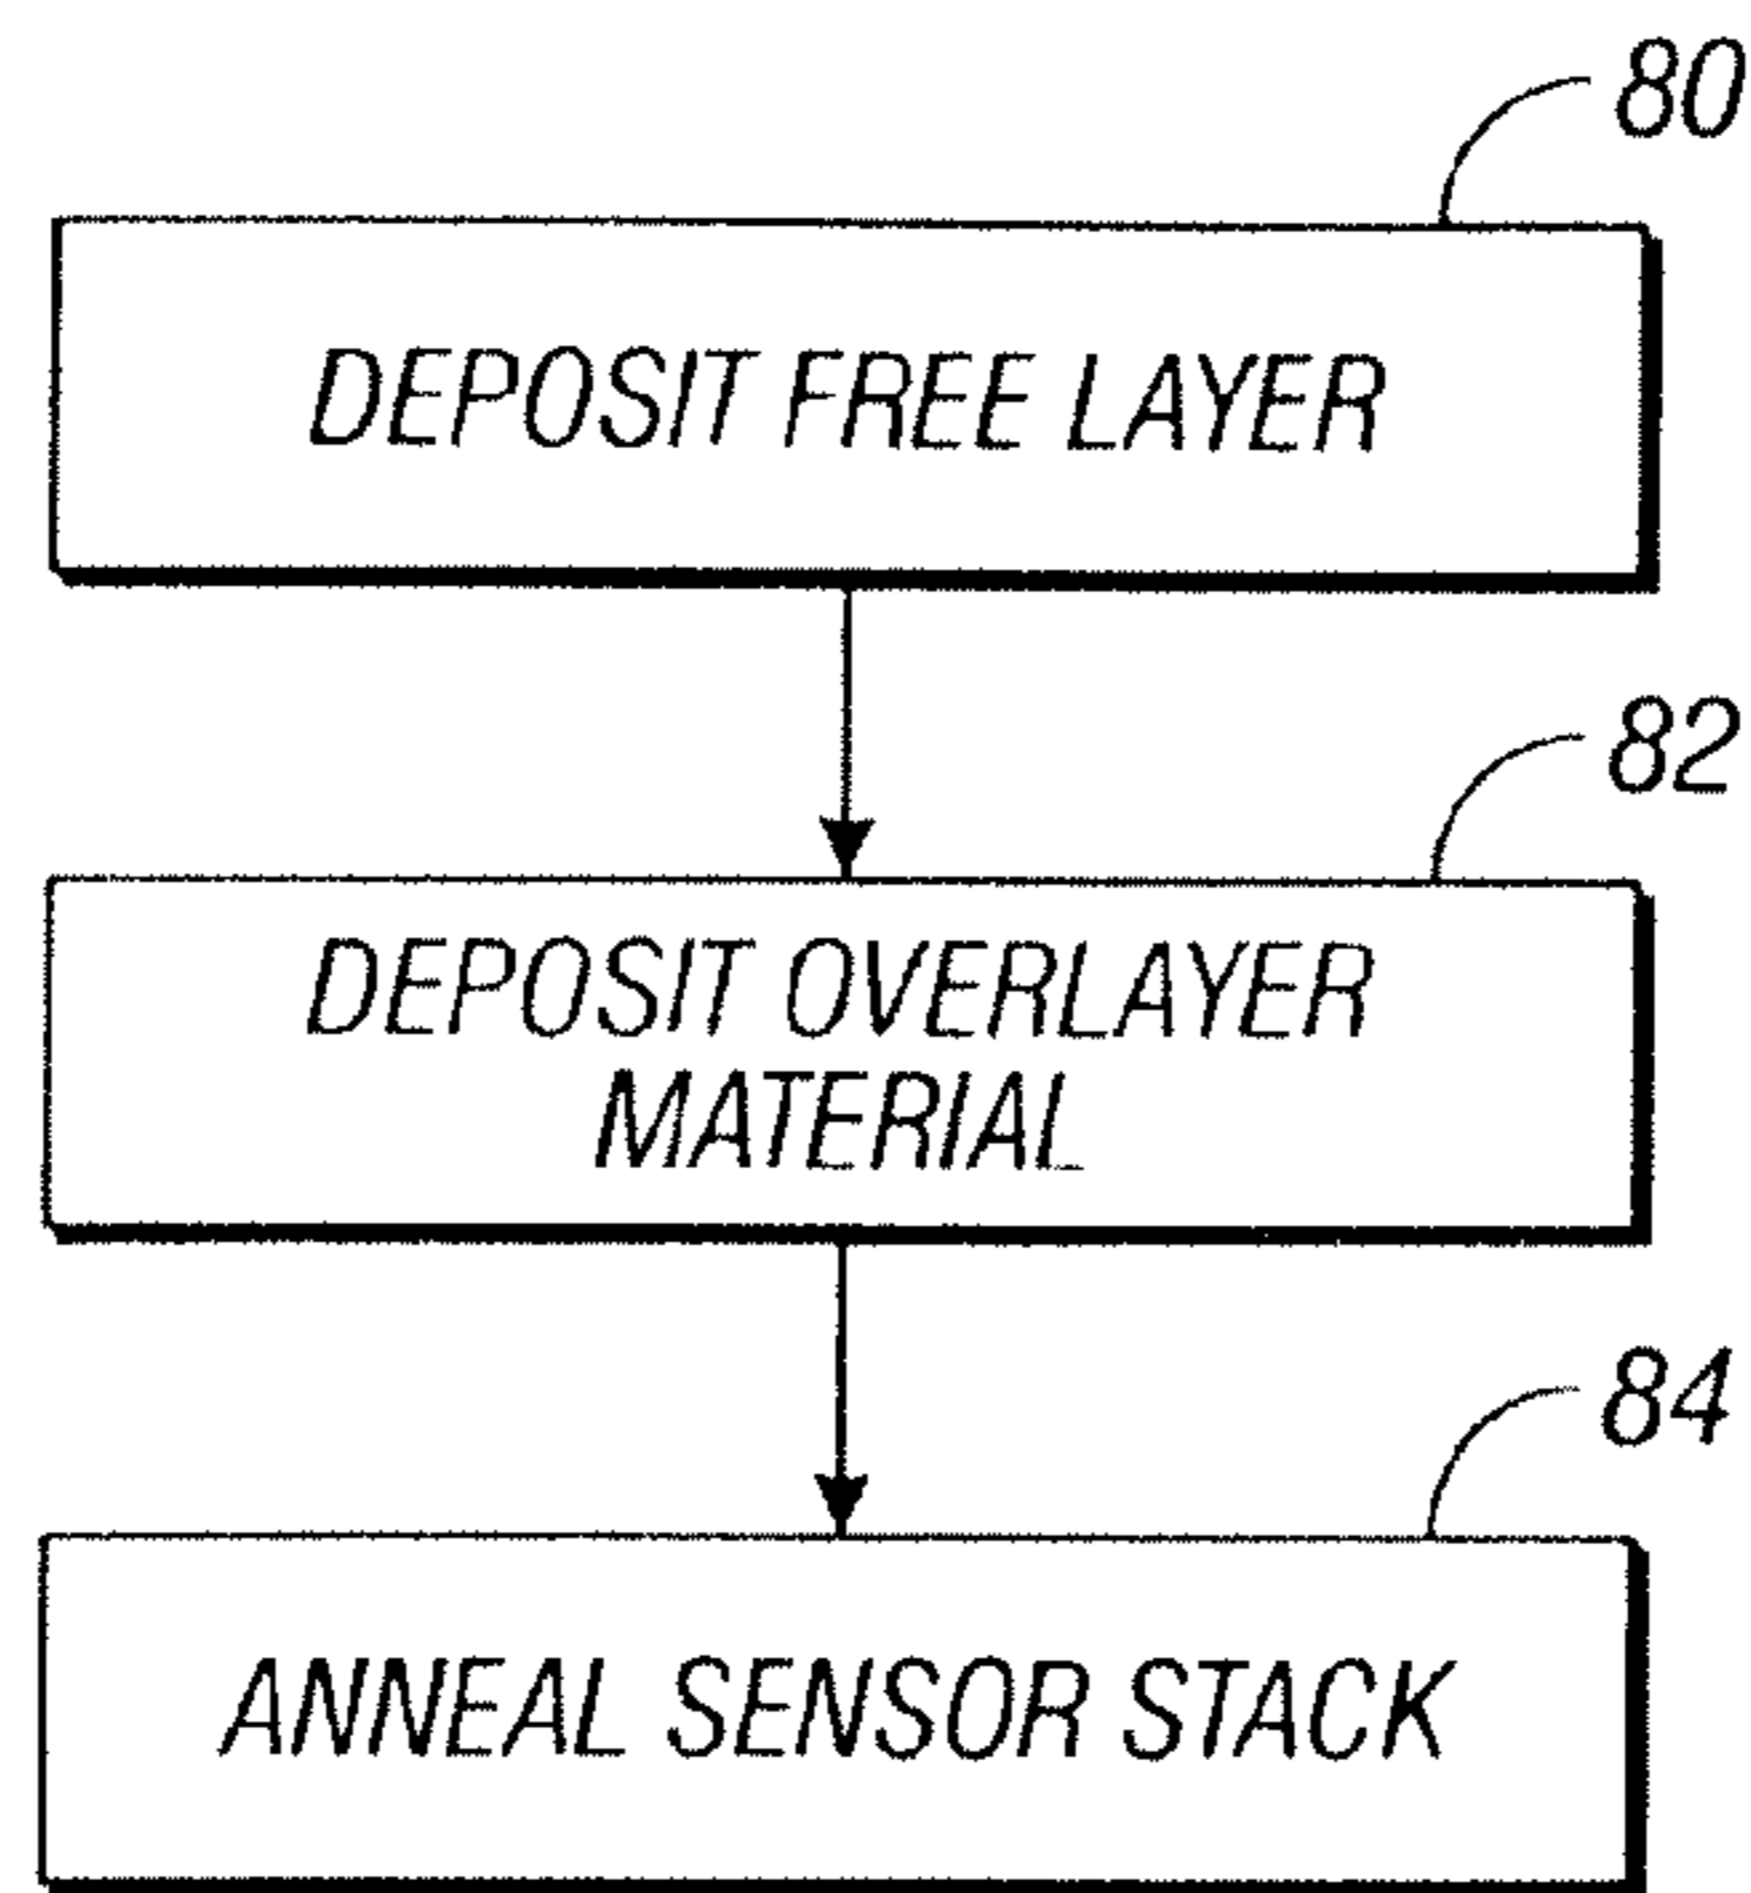 80
DEPOSIT FREE LAYER
82
DEPOSIT OVERLAYER
MATERIAL
84
ANNEAL SENSOR STACK